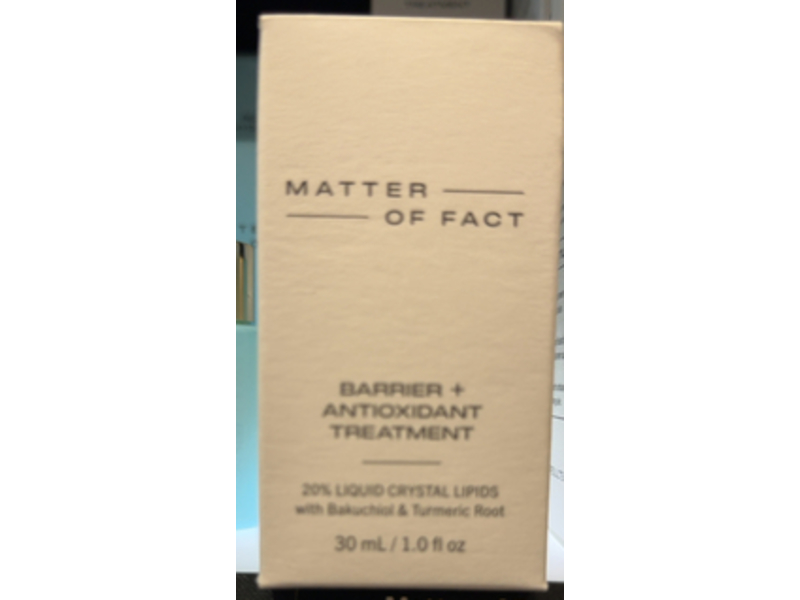 TREATMENT
MATTER
OF FACT
BARRIER +
ANTIOXIDANT
TREATMENT
20% LIQUID CRYSTAL LIPIDS
with Bakuchiol & Turmeric Root
30 mL / 1.0 fl oz